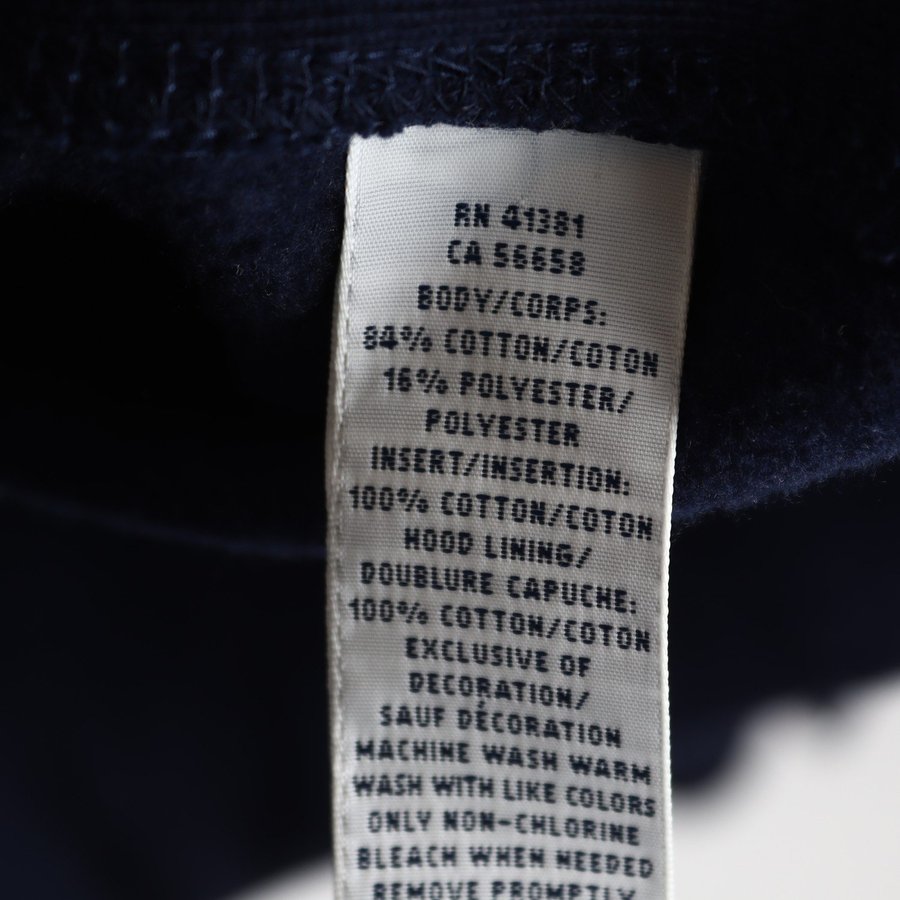 RN 41381
CA 56658
BODY/CORPS:
84% COTTON/COTON
16% POLYESTER/
POLYESTER
INSERT/INSERTION:
100% COTTON/COTON
HOOD LINING/
DOUBLURE CAPUCHE:
100% COTTON/COTON
EXCLUSIVE OF
DECORATION/
SAUF DÉCORATION
MACHINE WASH WARM
WASH WITH LIKE COLORS
ONLY NON-CHLORINE
BLEACH WHEN NEEDED
REMOVE PROMPTLY